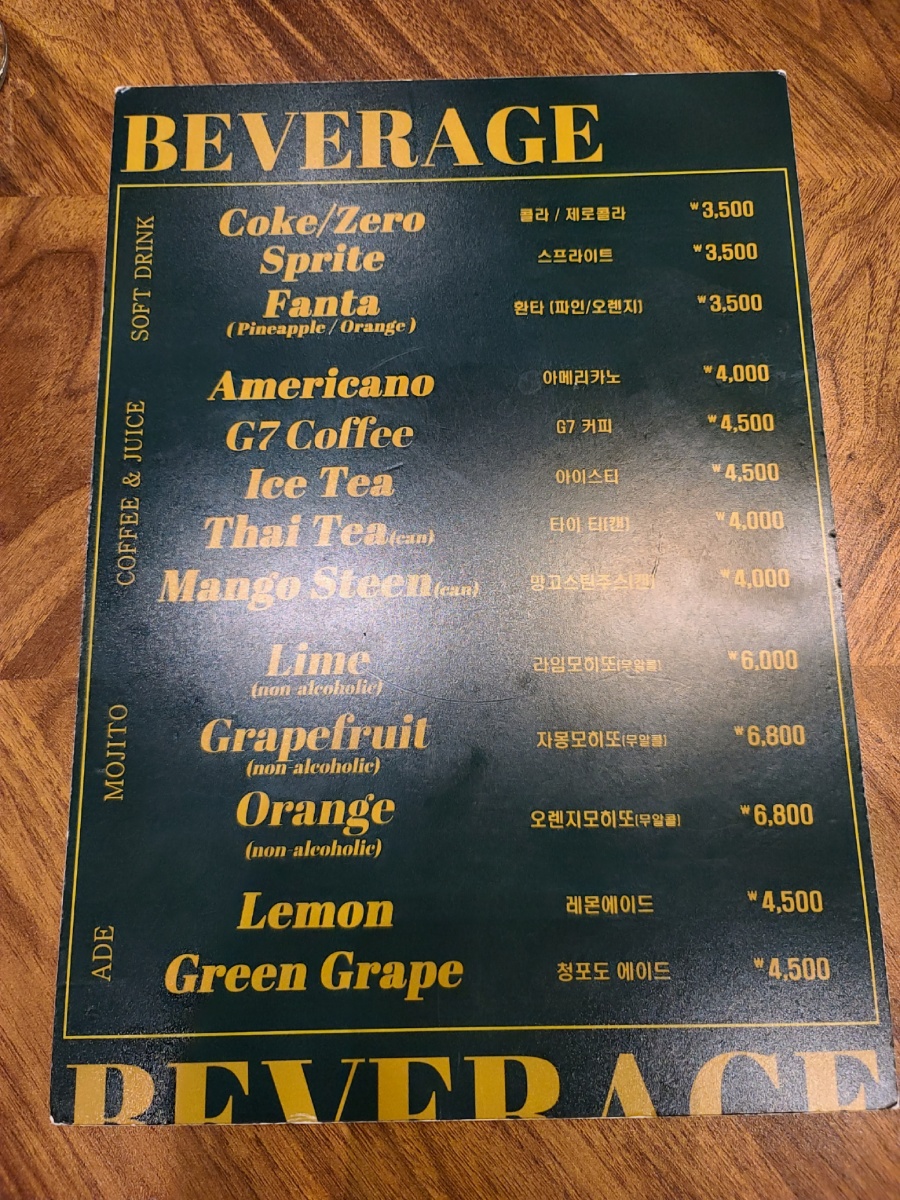 BEVERAGE
SOFT DRINK
Coke/Zero 콜라 / 제로콜라 ₩3,500
Sprite 스프라이트 ₩3,500
Fanta 환타 (파인/오렌지) ₩3,500
(Pineapple / Orange)
COFFEE & JUICE
Americano 아메리카노 ₩4,000
G7 Coffee G7 커피 ₩4,500
Ice Tea 아이스티 ₩4,500
Thai Tea(can) 타이 티(캔) ₩4,000
Mango Steen(can) 망고스틴주스(캔) ₩4,000
MOJITO
Lime 라임모히또(무알콜) ₩6,000
(non-alcoholic)
Grapefruit 자몽모히또(무알콜) ₩6,800
(non-alcoholic)
Orange 오렌지모히또(무알콜) ₩6,800
(non-alcoholic)
ADE
Lemon 레몬에이드 ₩4,500
Green Grape 청포도 에이드 ₩4,500
BEVERAGE